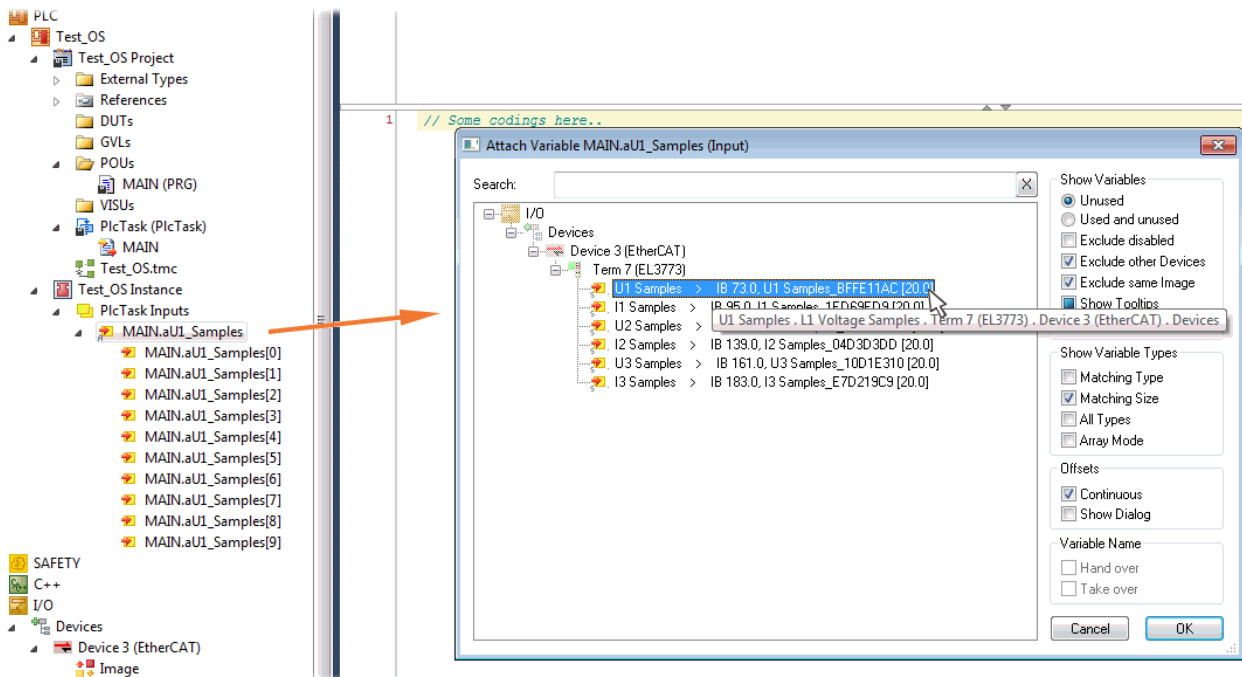 PLC
Test_OS
Test_OS Project
External Types
References
DUTs
GVLs
POUs
MAIN (PRG)
VISUs
PlcTask (PlcTask)
MAIN
Test_OS.tmc
Test_OS Instance
PlcTask Inputs
MAIN.aU1_Samples
MAIN.aU1_Samples[0]
MAIN.aU1_Samples[1]
MAIN.aU1_Samples[2]
MAIN.aU1_Samples[3]
MAIN.aU1_Samples[4]
MAIN.aU1_Samples[5]
MAIN.aU1_Samples[6]
MAIN.aU1_Samples[7]
MAIN.aU1_Samples[8]
MAIN.aU1_Samples[9]
SAFETY
C++
I/O
Devices
Device 3 (EtherCAT)
Image
1 // Some codings here..
Attach Variable MAIN.aU1_Samples (Input)
Search:
I/O
Devices
Device 3 (EtherCAT)
Term 7 (EL3773)
U1 Samples > IB 73.0, U1 Samples_BFFE11AC [20.0]
I1 Samples > IB 95.0, I1 Samples_1FD69FD9 [20.0]
U1 Samples . L1 Voltage Samples . Term 7 (EL3773) . Device 3 (EtherCAT) . Devices
U2 Samples >
I2 Samples > IB 139.0, I2 Samples_04D3D3DD [20.0]
U3 Samples > IB 161.0, U3 Samples_10D1E310 [20.0]
I3 Samples > IB 183.0, I3 Samples_E7D219C9 [20.0]
Show Variables
Unused
Used and unused
Exclude disabled
Exclude other Devices
Exclude same Image
Show Tooltips
Show Variable Types
Matching Type
Matching Size
All Types
Array Mode
Offsets
Continuous
Show Dialog
Variable Name
Hand over
Take over
Cancel
OK